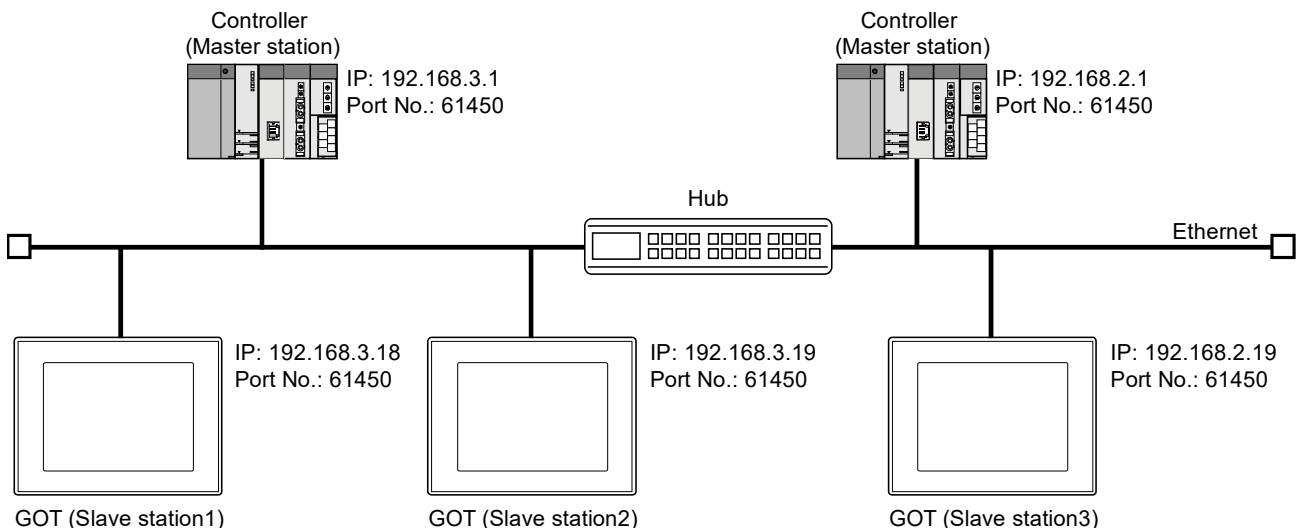 Controller
(Master station)
IP: 192.168.3.1
Port No.: 61450
Controller
(Master station)
IP: 192.168.2.1
Port No.: 61450
Hub
Ethernet
IP: 192.168.3.18
Port No.: 61450
IP: 192.168.3.19
Port No.: 61450
IP: 192.168.2.19
Port No.: 61450
GOT (Slave station1)
GOT (Slave station2)
GOT (Slave station3)